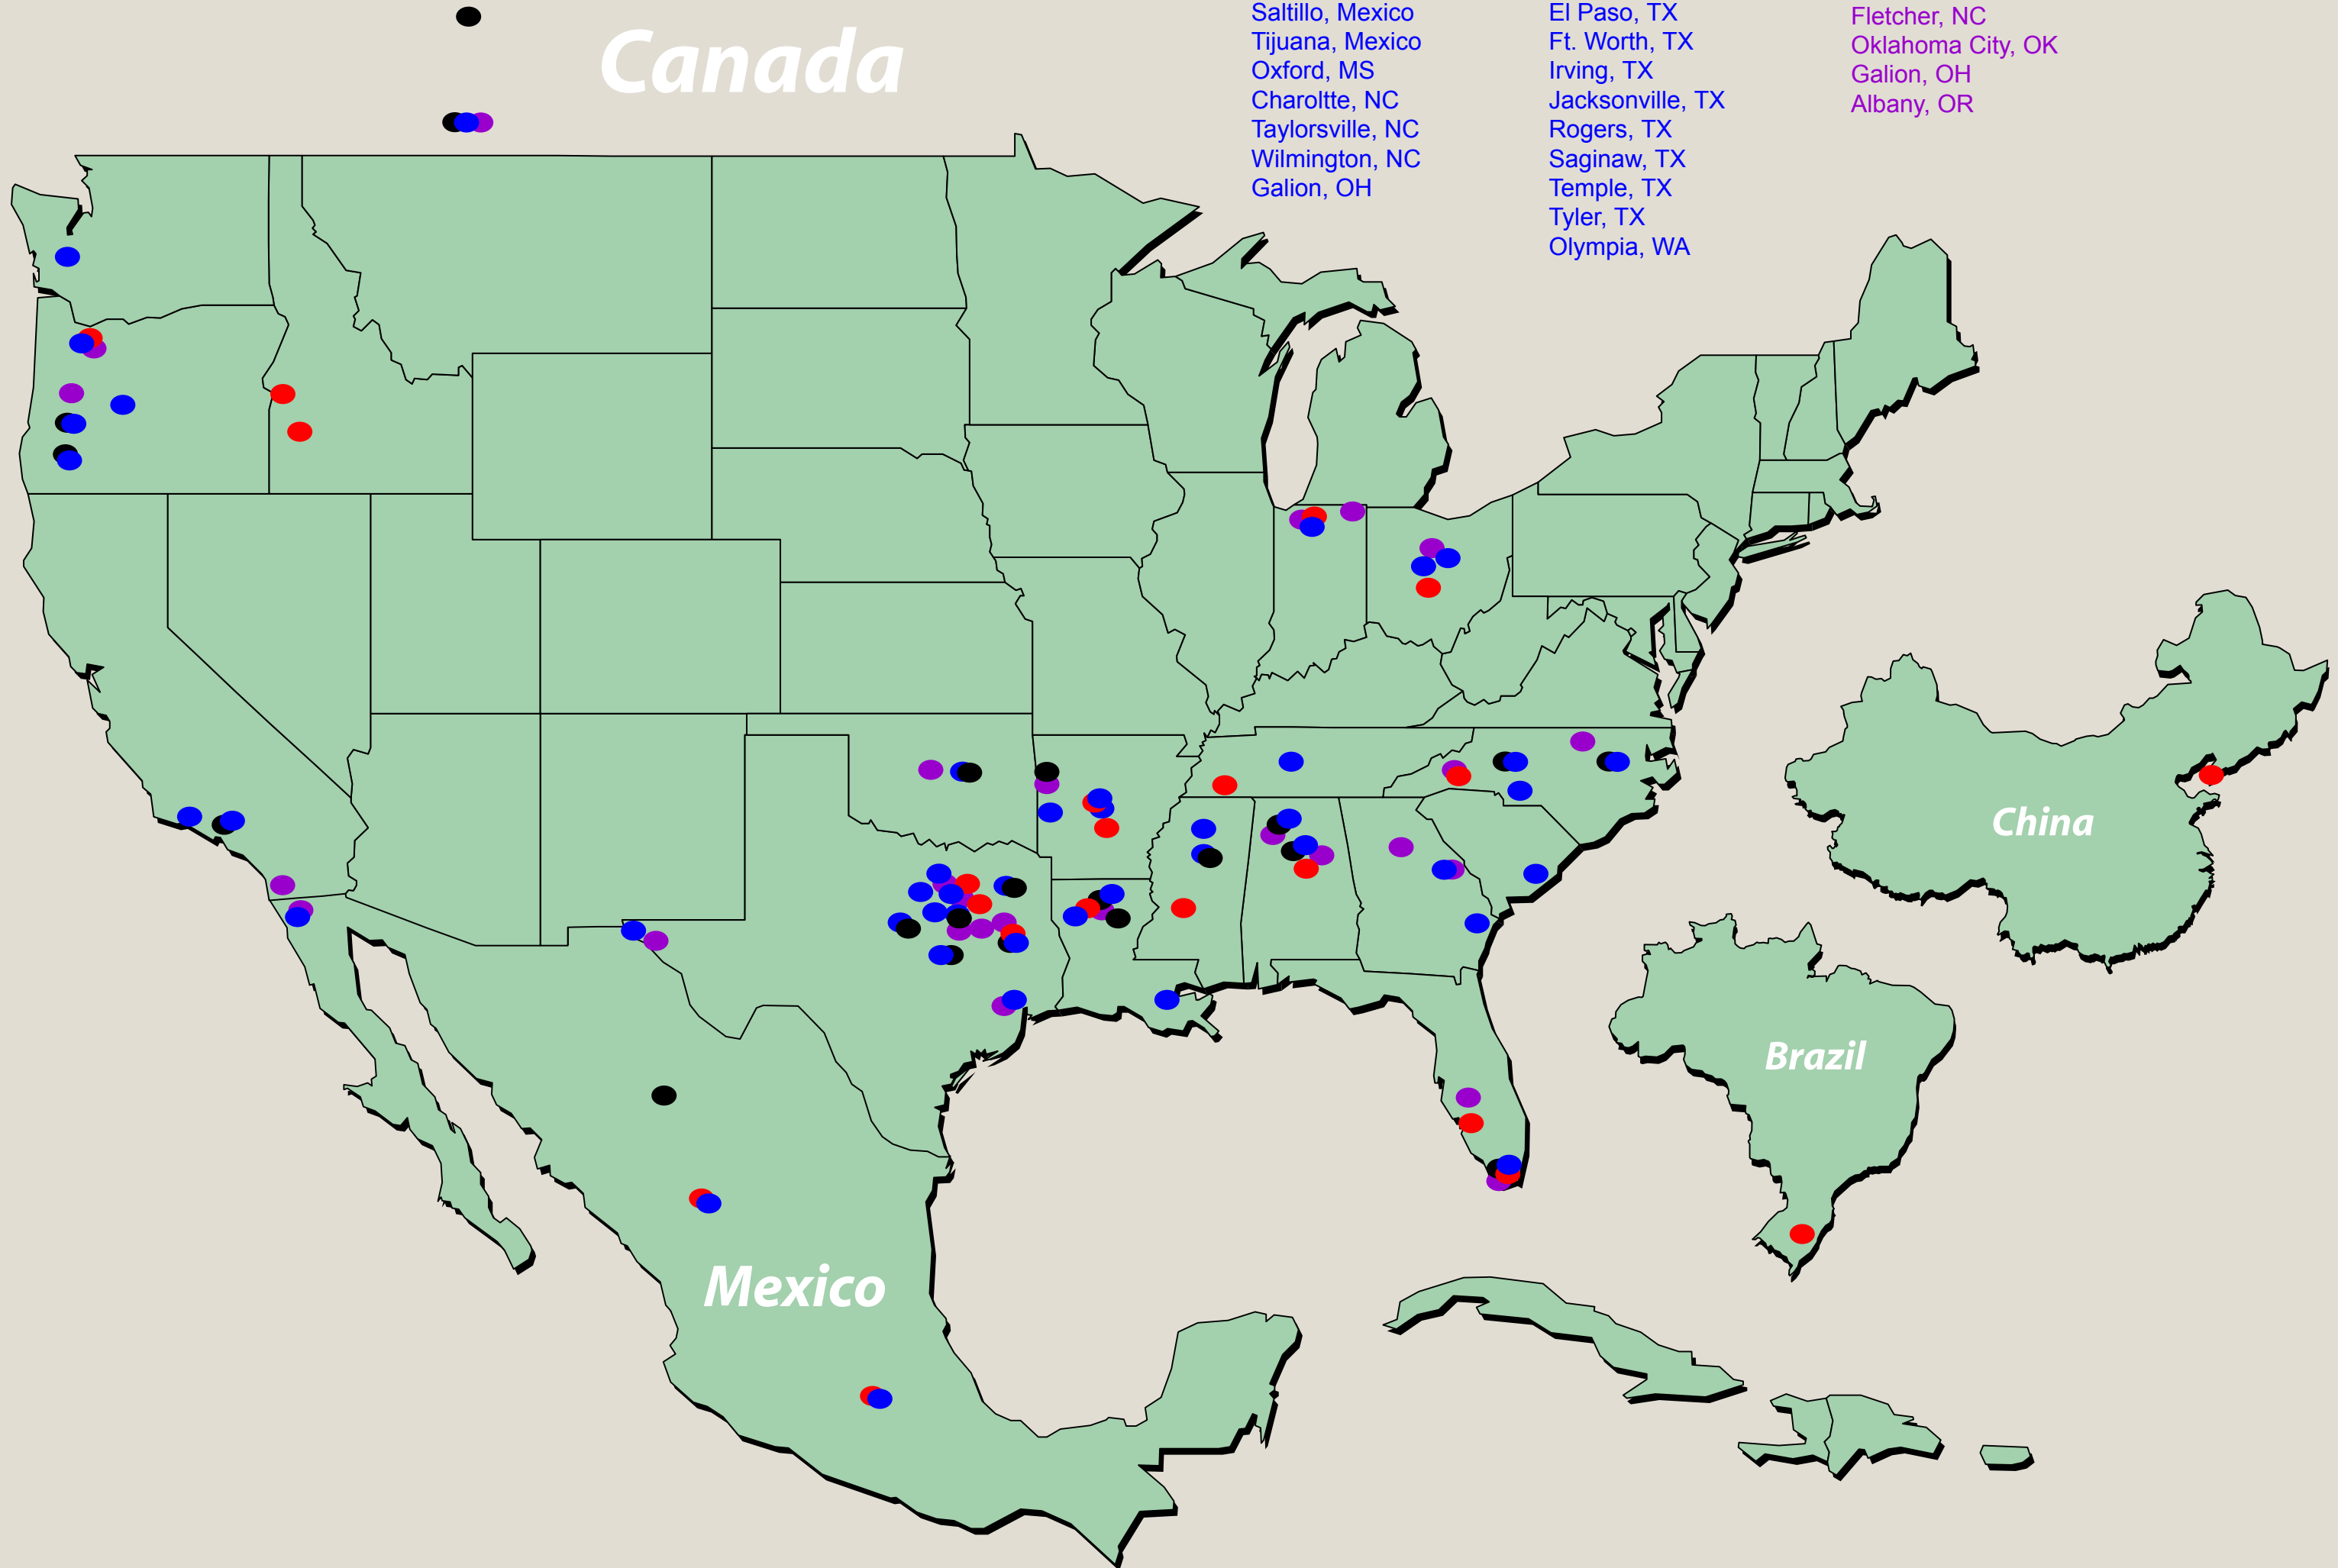 Canada
Saltillo, Mexico
Tijuana, Mexico
Oxford, MS
Charoltte, NC
Taylorsville, NC
Wilmington, NC
Galion, OH
El Paso, TX
Ft. Worth, TX
Irving, TX
Jacksonville, TX
Rogers, TX
Saginaw, TX
Temple, TX
Tyler, TX
Olympia, WA
Fletcher, NC
Oklahoma City, OK
Galion, OH
Albany, OR
China
Brazil
Mexico